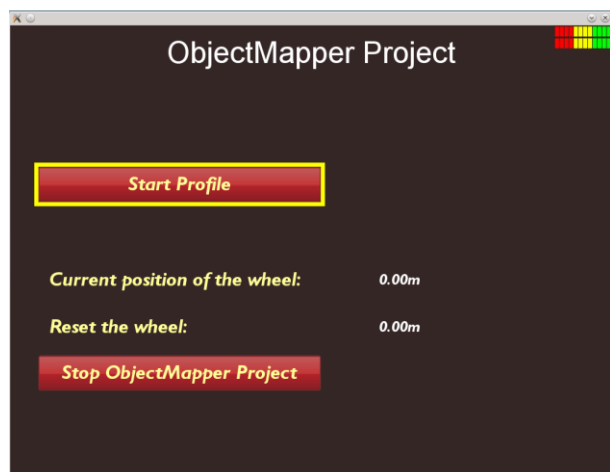 ObjectMapper Project
Start Profile
Current position of the wheel: 0.00m
Reset the wheel: 0.00m
Stop ObjectMapper Project